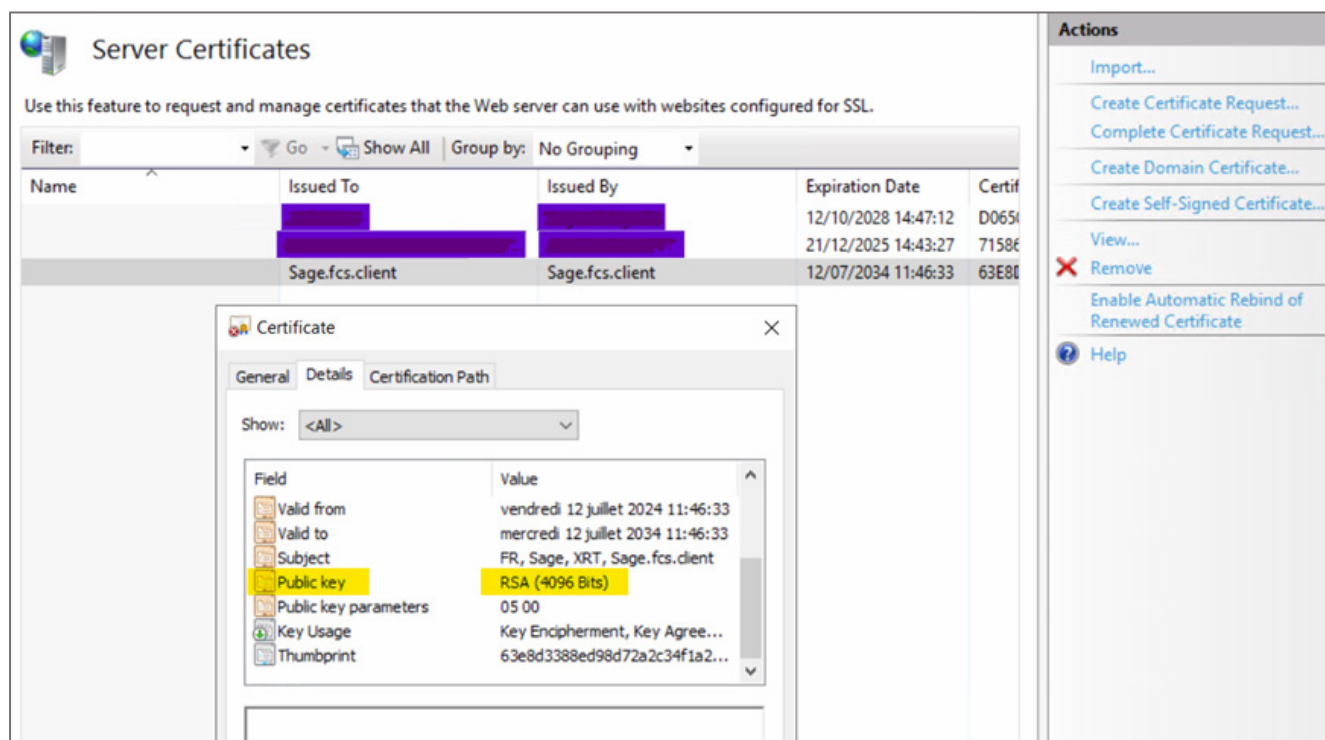 Server Certificates
Use this feature to request and manage certificates that the Web server can use with websites configured for SSL.
Filter: Go Show All Group by: No Grouping
Name Issued To Issued By Expiration Date Certif
12/10/2028 14:47:12 D065
21/12/2025 14:43:27 71586
Sage.fcs.client Sage.fcs.client 12/07/2034 11:46:33 63E8
Certificate
General Details Certification Path
Show: <All>
Field Value
Valid from vendredi 12 juillet 2024 11:46:33
Valid to mercredi 12 juillet 2034 11:46:33
Subject FR, Sage, XRT, Sage.fcs.client
Public key RSA (4096 Bits)
Public key parameters 05 00
Key Usage Key Encipherment, Key Agree...
Thumbprint 63e8d3388ed98d72a2c34f1a2...
Actions
Import...
Create Certificate Request...
Complete Certificate Request...
Create Domain Certificate...
Create Self-Signed Certificate...
View...
Remove
Enable Automatic Rebind of
Renewed Certificate
Help